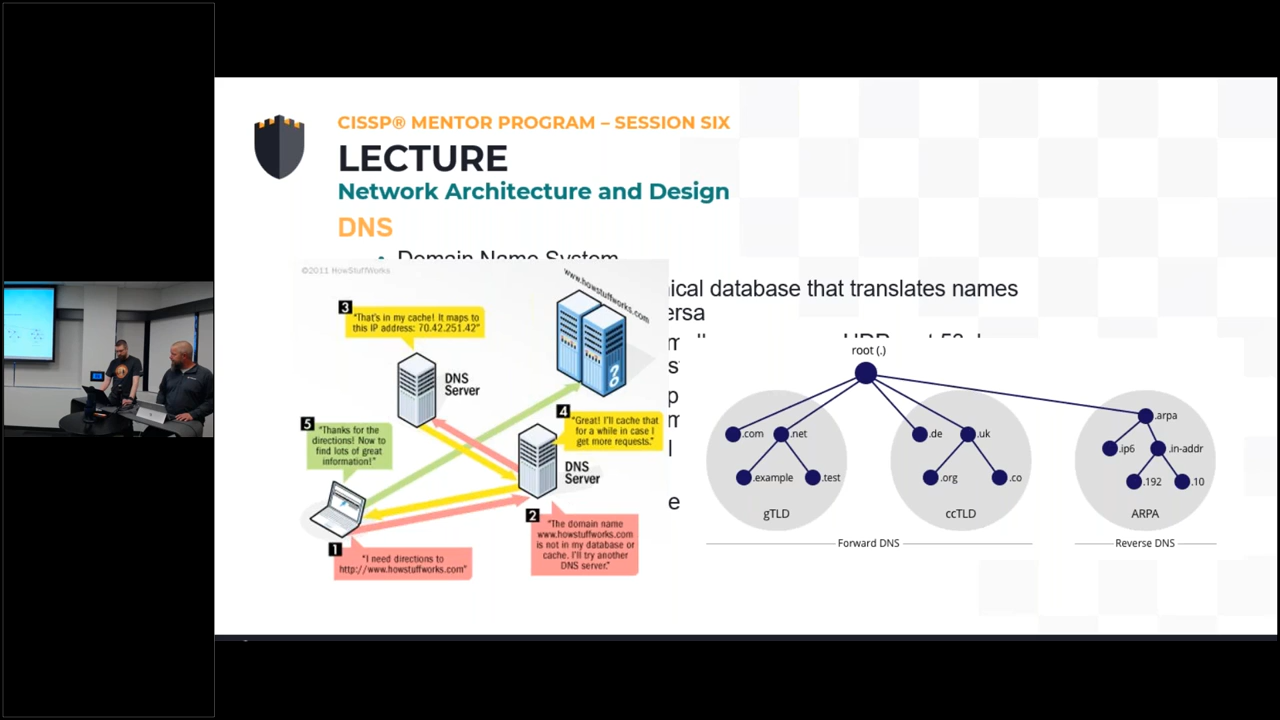 CISSP® MENTOR PROGRAM – SESSION SIX
LECTURE
Network Architecture and Design
DNS
• Domain Name System
ical database that translates names
ersa
©2011 HowStuffWorks
www.howstuffworks.com
3
"That's in my cache! It maps to
this IP address: 70.42.251.42"
DNS
Server
4
"Great! I'll cache that
for a while in case I
get more requests."
5
"Thanks for the
directions! Now to
find lots of great
information!"
DNS
Server
2
"The domain name
www.howstuffworks.com
is not in my database or
cache. I'll try another
DNS server."
1
"I need directions to
http://www.howstuffworks.com"
root (.)
.com
.net
.example
.test
gTLD
.de
.uk
.org
.co
ccTLD
.arpa
.ip6
.in-addr
.192
.10
ARPA
Forward DNS
Reverse DNS